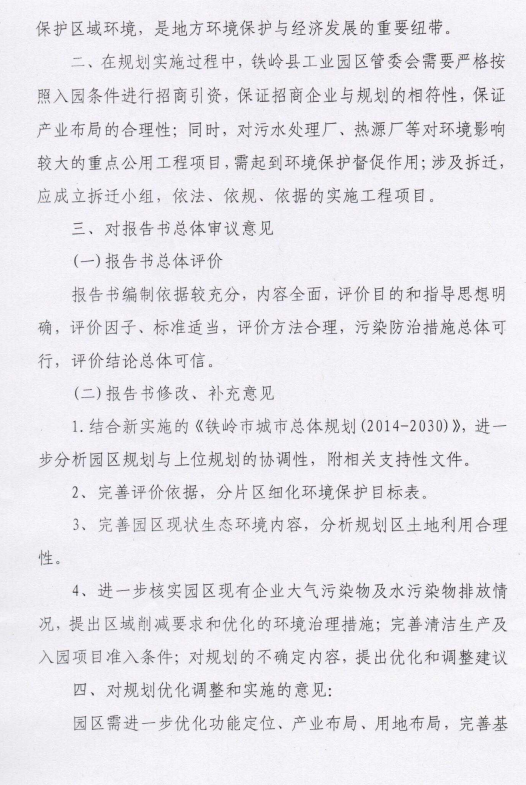 保护区域环境，是地方环境保护与经济发展的重要纽带。
二、在规划实施过程中，铁岭县工业园区管委会需要严格按
照入园条件进行招商引资，保证招商企业与规划的相符性，保证
产业布局的合理性；同时，对污水处理厂、热源厂等对环境影响
较大的重点公用工程项目，需起到环境保护督促作用；涉及拆迁，
应成立拆迁小组，依法、依规、依据的实施工程项目。
三、对报告书总体审议意见
(一)报告书总体评价
报告书编制依据较充分，内容全面，评价目的和指导思想明
确，评价因子、标准适当，评价方法合理，污染防治措施总体可
行，评价结论总体可信。
(二)报告书修改、补充意见
1.结合新实施的《铁岭市城市总体规划(2014-2030)》，进一
步分析园区规划与上位规划的协调性，附相关支持性文件。
2、完善评价依据，分片区细化环境保护目标表。
3、完善园区现状生态环境内容，分析规划区土地利用合理
性。
4、进一步核实园区现有企业大气污染物及水污染物排放情
况，提出区域削减要求和优化的环境治理措施；完善清洁生产及
入园项目准入条件；对规划的不确定内容，提出优化和调整建议
四、对规划优化调整和实施的意见：
园区需进一步优化功能定位、产业布局、用地布局，完善基